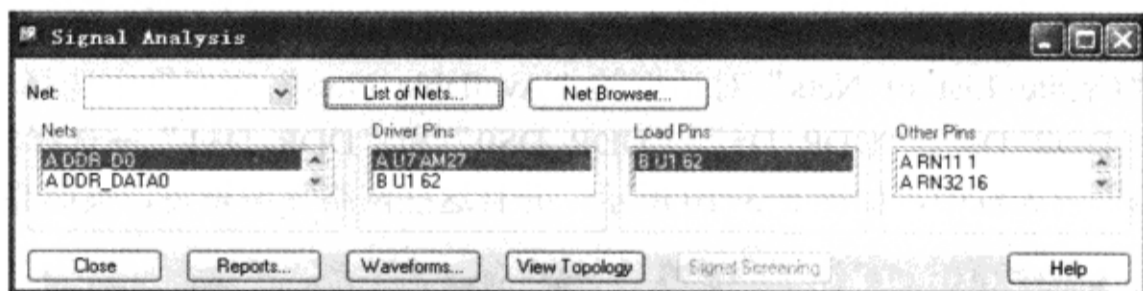 Signal Analysis
Net:
List of Nets...
Net Browser...
Nets
Driver Pins
Load Pins
Other Pins
A DDR_D0
A DDR_DATA0
A U7 AM27
B U1 62
B U1 62
A RN11 1
A RN32 16
Close
Reports...
Waveforms...
View Topology
Signal Screening
Help